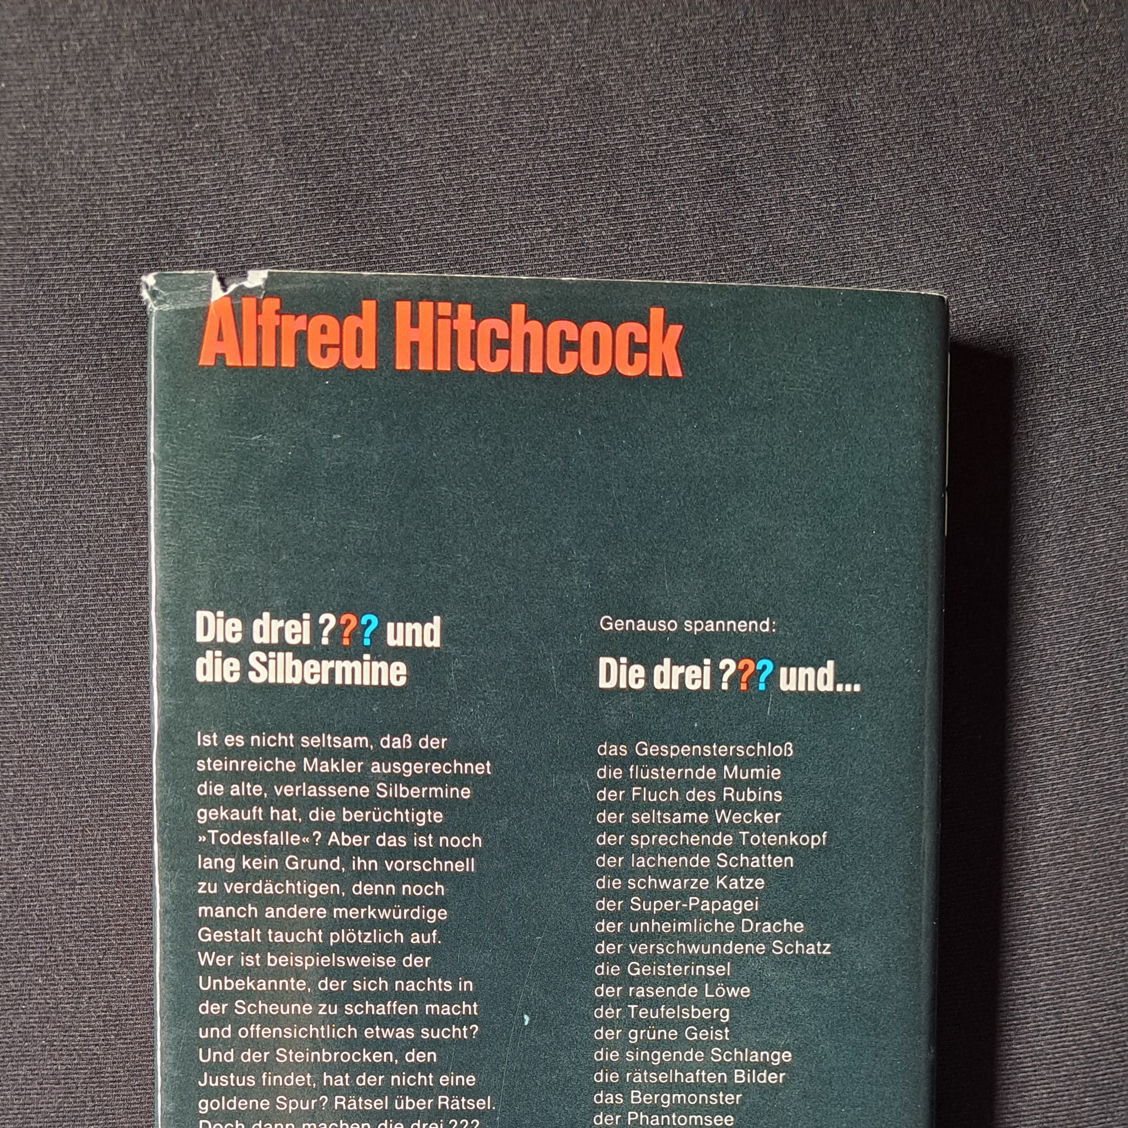 Alfred Hitchcock
Die drei ??? und
die Silbermine
Ist es nicht seltsam, daß der
steinreiche Makler ausgerechnet
die alte, verlassene Silbermine
gekauft hat, die berüchtigte
»Todesfalle«? Aber das ist noch
lang kein Grund, ihn vorschnell
zu verdächtigen, denn noch
manch andere merkwürdige
Gestalt taucht plötzlich auf.
Wer ist beispielsweise der
Unbekannte, der sich nachts in
der Scheune zu schaffen macht
und offensichtlich etwas sucht?
Und der Steinbrocken, den
Justus findet, hat der nicht eine
goldene Spur? Rätsel über Rätsel.
Doch dann machen die drei ???
Genauso spannend:
Die drei ??? und...
das Gespensterschloß
die flüsternde Mumie
der Fluch des Rubins
der seltsame Wecker
der sprechende Totenkopf
der lachende Schatten
die schwarze Katze
der Super-Papagei
der unheimliche Drache
der verschwundene Schatz
die Geisterinsel
der rasende Löwe
der Teufelsberg
der grüne Geist
die singende Schlange
die rätselhaften Bilder
das Bergmonster
der Phantomsee